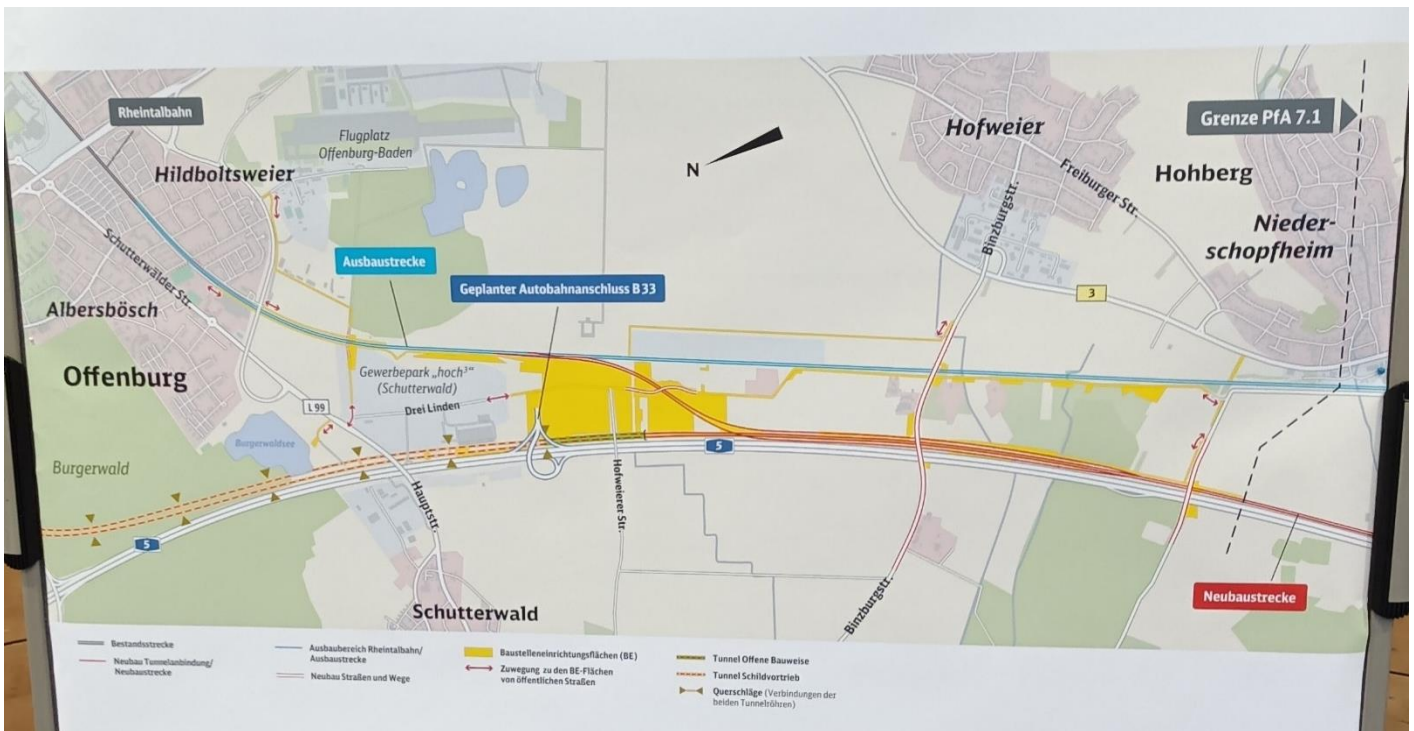 Rheintalbahn
Flugplatz
Offenburg-Baden
Hildboltsweier
Schutterwälder Str.
Albersbösch
Offenburg
Ausbaustrecke
Geplanter Autobahnanschluss B 33
N
Hofweier
Freiburger Str.
Binzburgstr.
Grenze PfA 7.1
Hohberg
Nieder-
schopfheim
3
Gewerbepark „hoch³“
(Schutterwald)
Drei Linden
L 99
Burgerwaldsee
Burgerwald
5
5
Hauptstr.
Hofweierer Str.
Binzburgstr.
Schutterwald
Neubaustrecke
Bestandsstrecke
Neubau Tunnelanbindung/
Neubaustrecke
Ausbaubereich Rheintalbahn/
Ausbaustrecke
Neubau Straßen und Wege
Baustelleneinrichtungsflächen (BE)
Zuwegung zu den BE-Flächen
von öffentlichen Straßen
Tunnel Offene Bauweise
Tunnel Schildvortrieb
Querschläge (Verbindungen der
beiden Tunnelröhren)